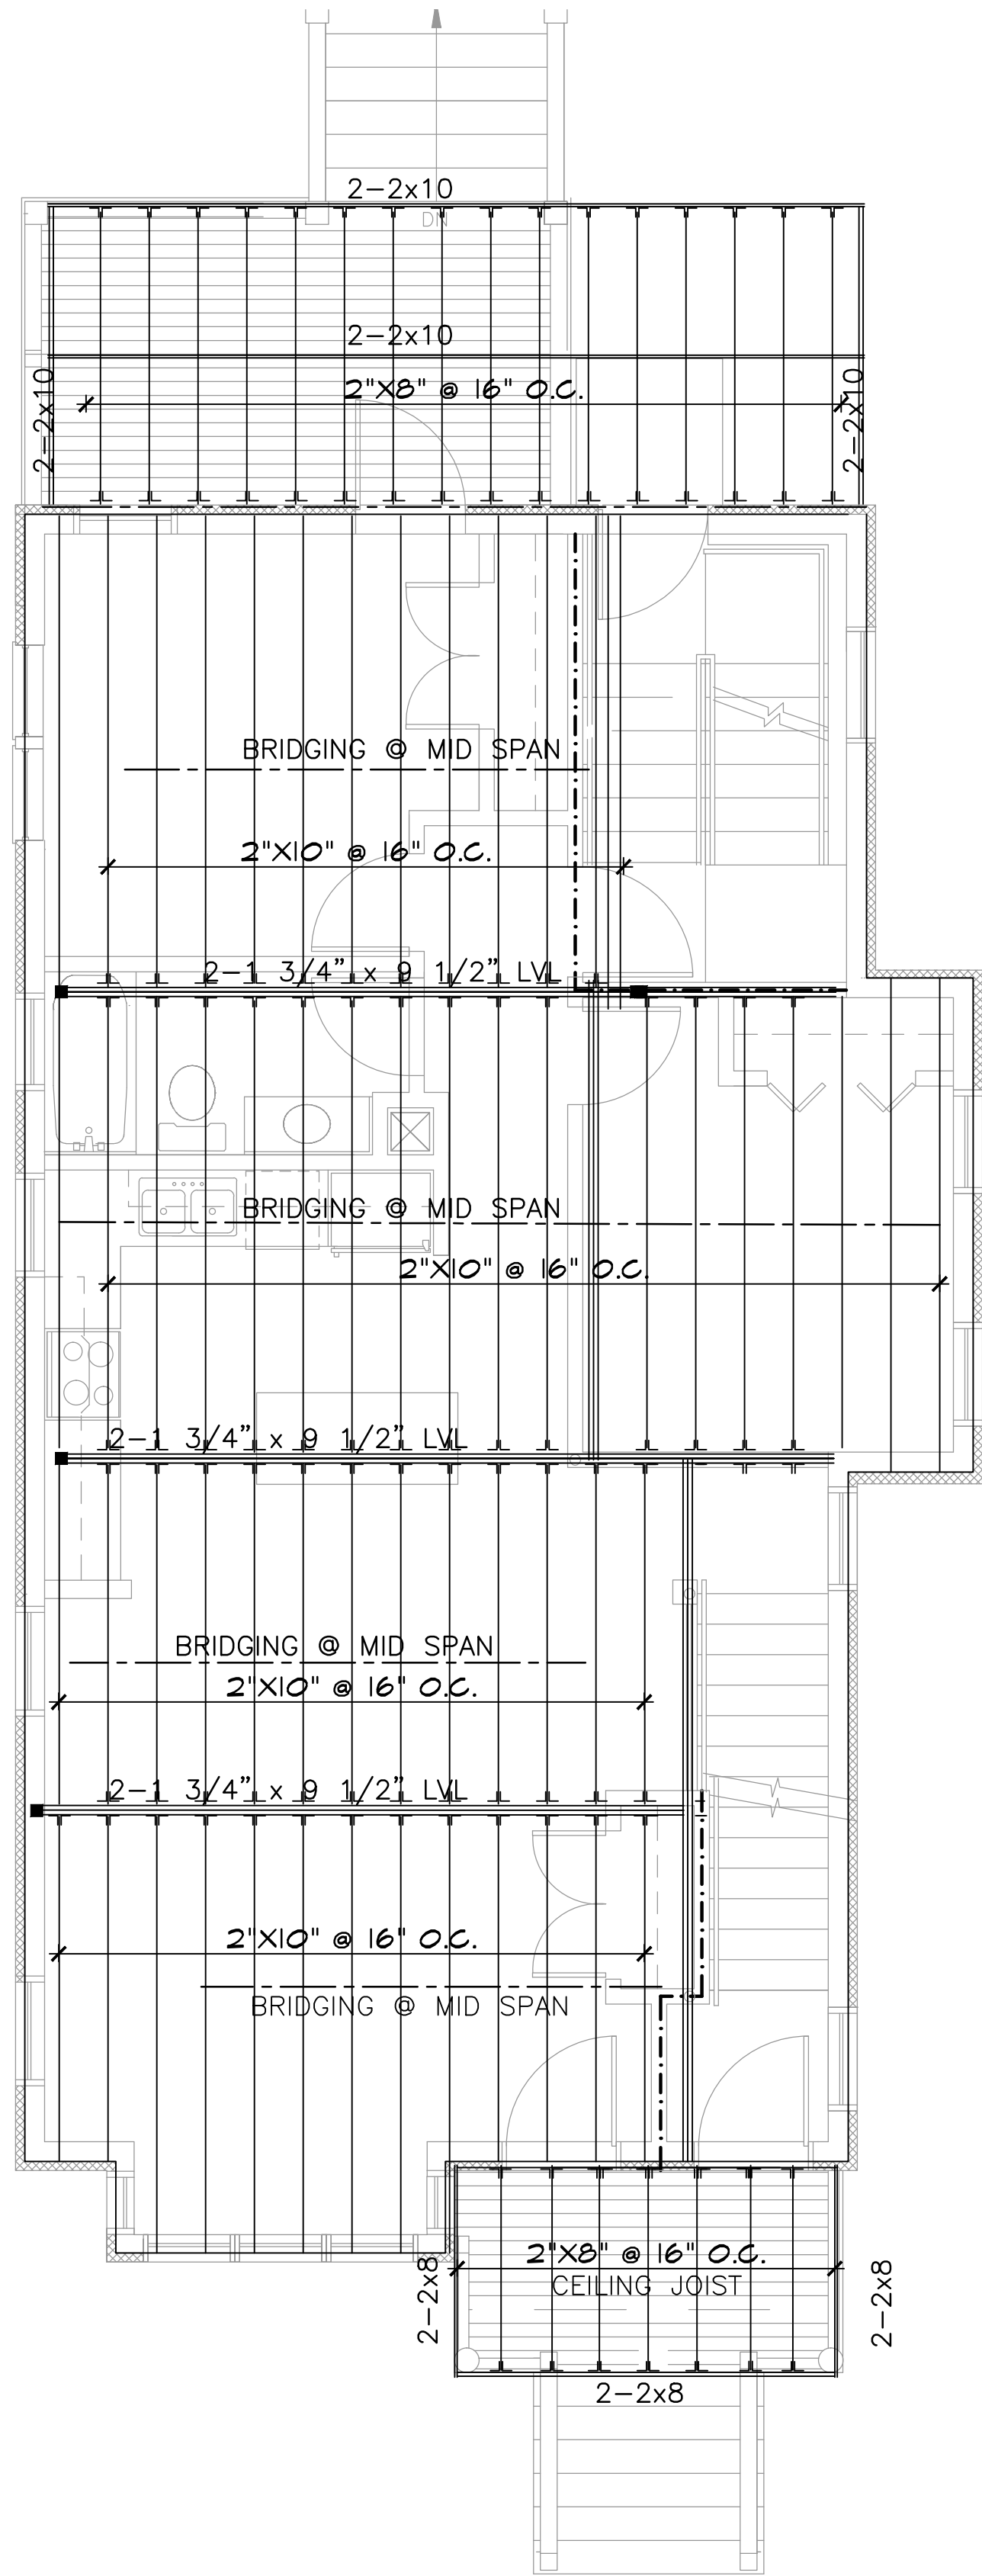 2-2x10
DN
2-2x10
2"X8" @ 16" O.C.
2-2x10
2-2x10
BRIDGING @ MID SPAN
2"X10" @ 16" O.C.
2-1 3/4" x 9 1/2" LVL
BRIDGING @ MID SPAN
2"X10" @ 16" O.C.
2-1 3/4" x 9 1/2" LVL
BRIDGING @ MID SPAN
2"X10" @ 16" O.C.
2-1 3/4" x 9 1/2" LVL
2"X10" @ 16" O.C.
BRIDGING @ MID SPAN
2"X8" @ 16" O.C.
CEILING JOIST
2-2x8
2-2x8
2-2x8